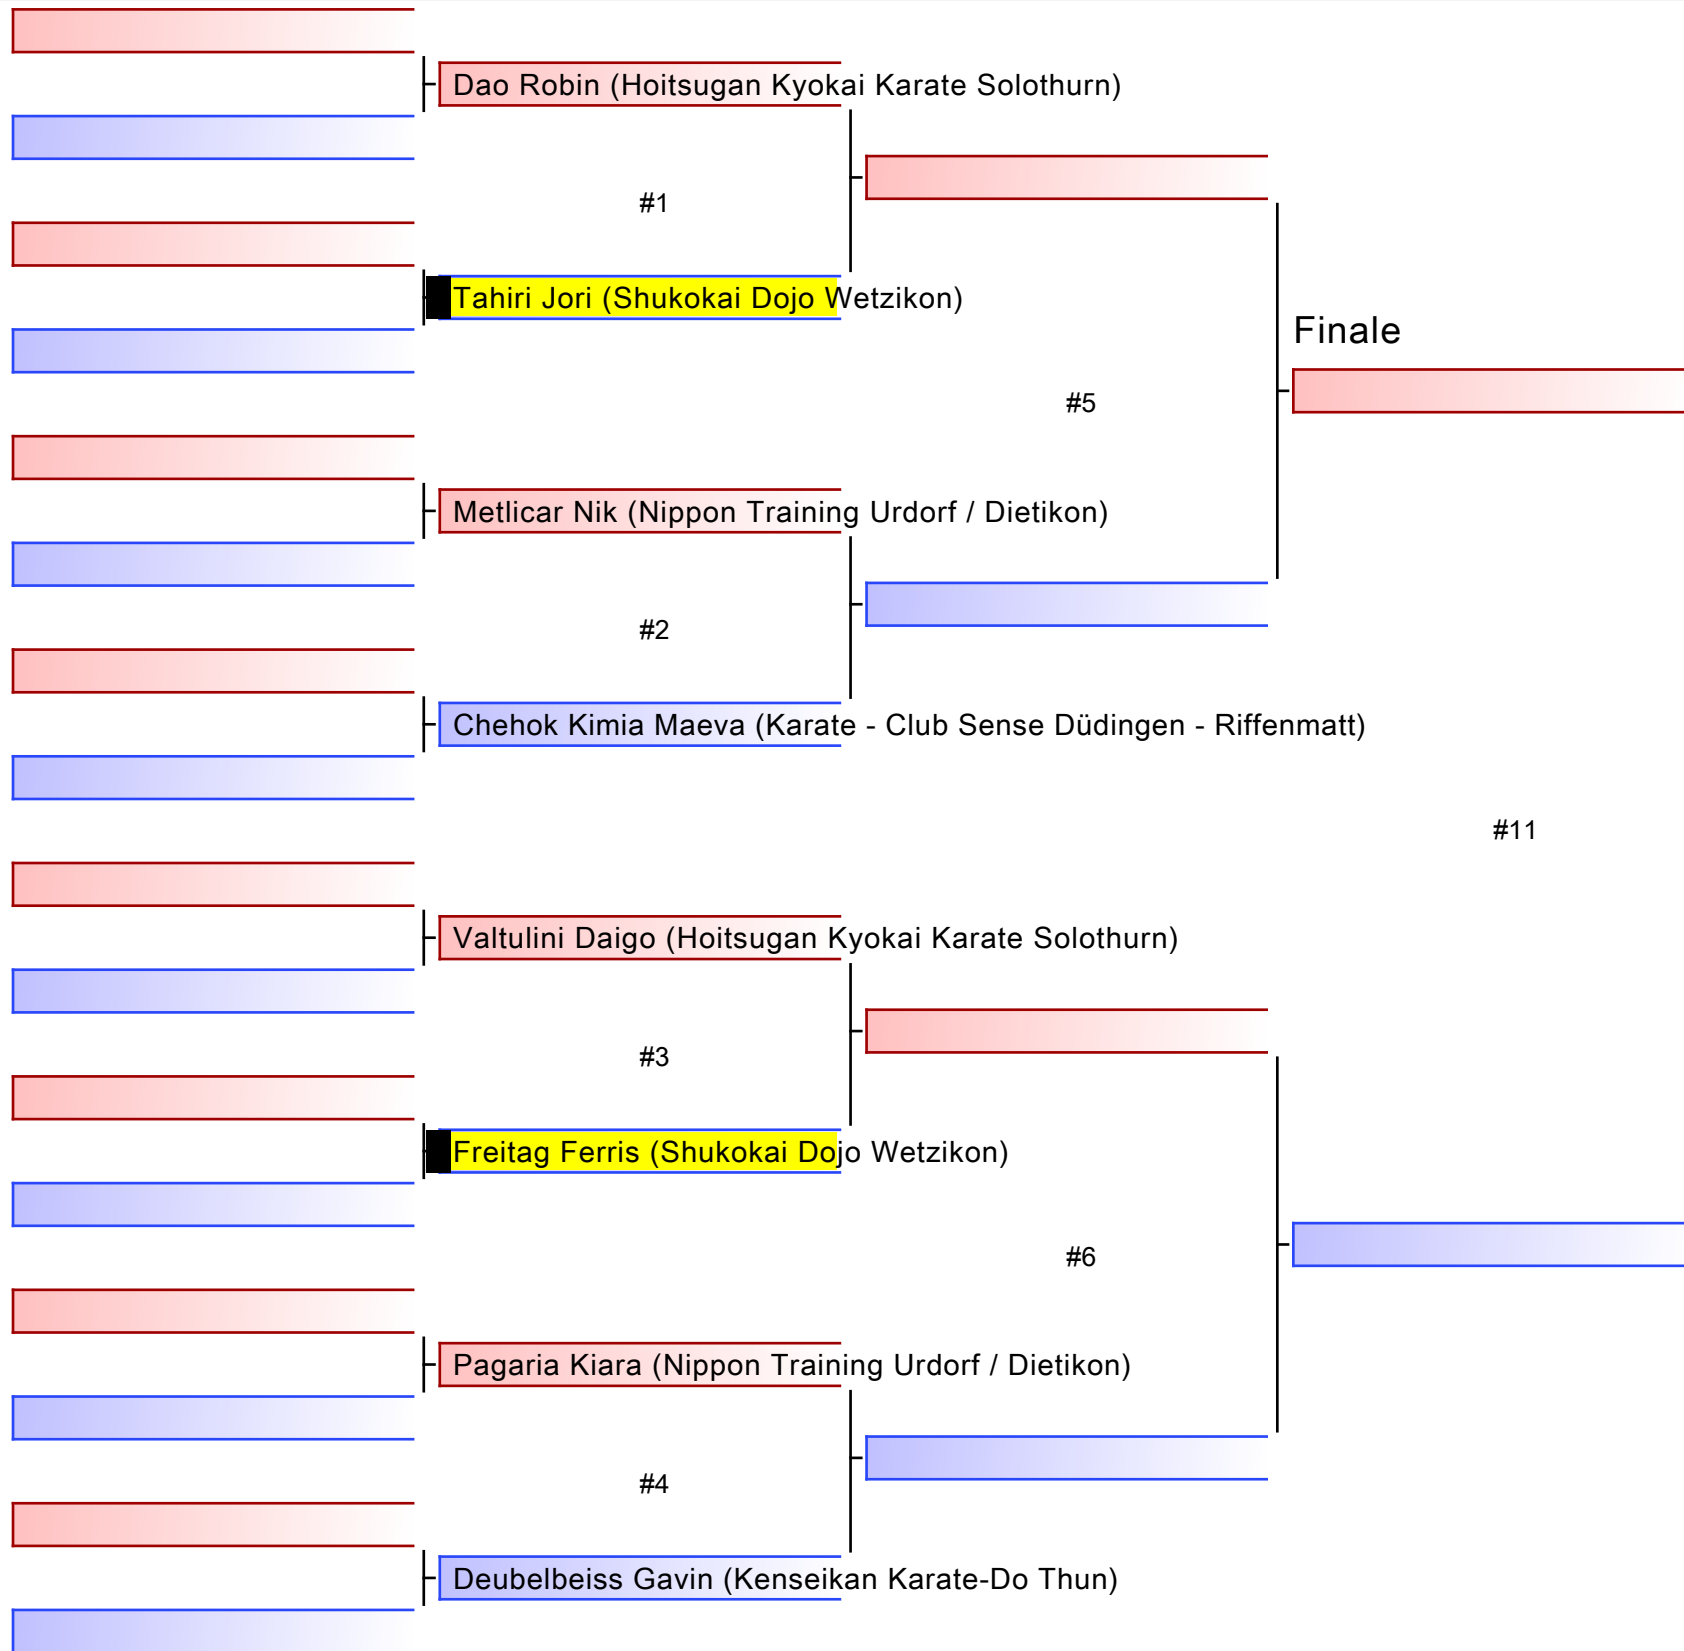 Dao Robin (Hoitsugan Kyokai Karate Solothurn)
#1
Tahiri Jori (Shukokai Dojo Wetzikon)
Finale
#5
Metlicar Nik (Nippon Training Urdorf / Dietikon)
#2
Chehok Kimia Maeva (Karate - Club Sense Düdingen - Riffenmatt)
#11
Valtulini Daigo (Hoitsugan Kyokai Karate Solothurn)
#3
Freitag Ferris (Shukokai Dojo Wetzikon)
#6
Pagaria Kiara (Nippon Training Urdorf / Dietikon)
#4
Deubelbeiss Gavin (Kenseikan Karate-Do Thun)